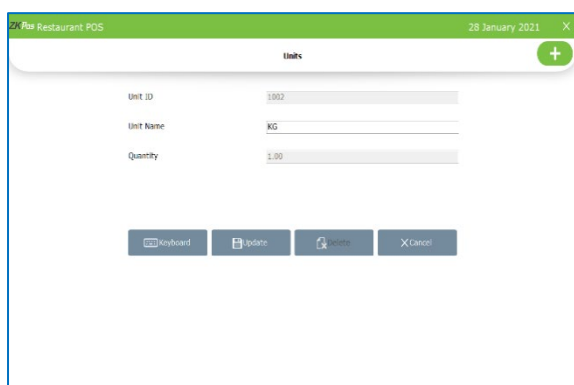 ZKPos Restaurant POS 28 January 2021 X
Units
+
Unit ID 1002
Unit Name KG
Quantity 1.00
Keyboard Update Delete Cancel